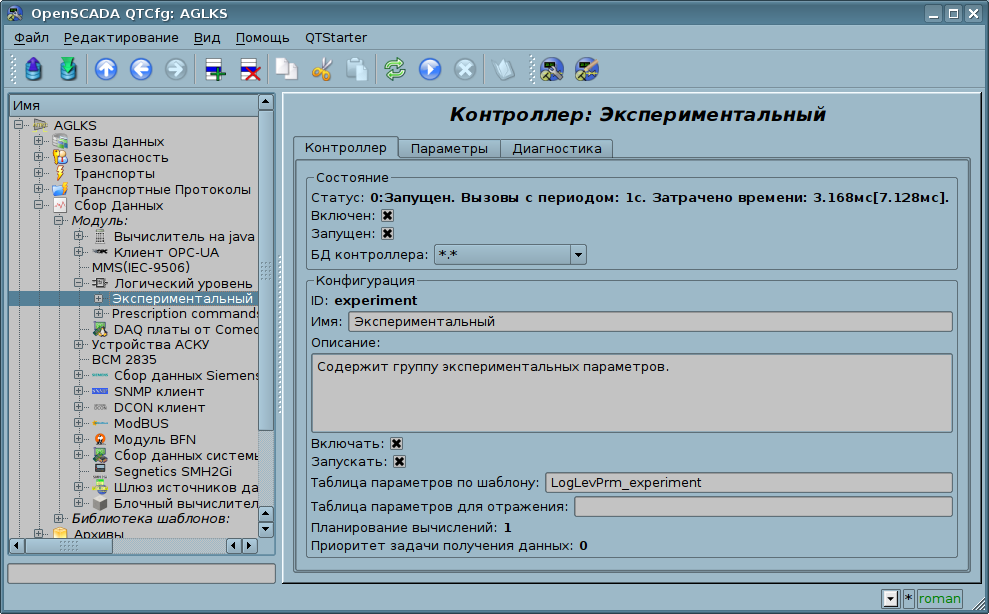 OpenSCADA QTCfg: AGLKS
Файл Редактирование Вид Помощь QTStarter
Имя
AGLKS
Базы Данных
Безопасность
Транспорты
Транспортные Протоколы
Сбор Данных
Модуль:
Вычислитель на java
Клиент OPC-UA
MMS(IEC-9506)
Логический уровень
Экспериментальный
Prescription commands
DAQ платы от Comed
Устройства АСКУ
BCM 2835
Сбор данных Siemens
SNMP клиент
DCON клиент
ModBUS
Модуль BFN
Сбор данных системы
Segnetics SMH2Gi
Шлюз источников да
Блочный вычислител
Библиотека шаблонов:
Архивы
Контроллер: Экспериментальный
Контроллер Параметры Диагностика
Состояние
Статус: 0:Запущен. Вызовы с периодом: 1с. Затрачено времени: 3.168мс[7.128мс].
Включен:
Запущен:
БД контроллера: *.*
Конфигурация
ID: experiment
Имя: Экспериментальный
Описание:
Содержит группу экспериментальных параметров.
Включать:
Запускать:
Таблица параметров по шаблону: LogLevPrm_experiment
Таблица параметров для отражения:
Планирование вычислений: 1
Приоритет задачи получения данных: 0
* roman